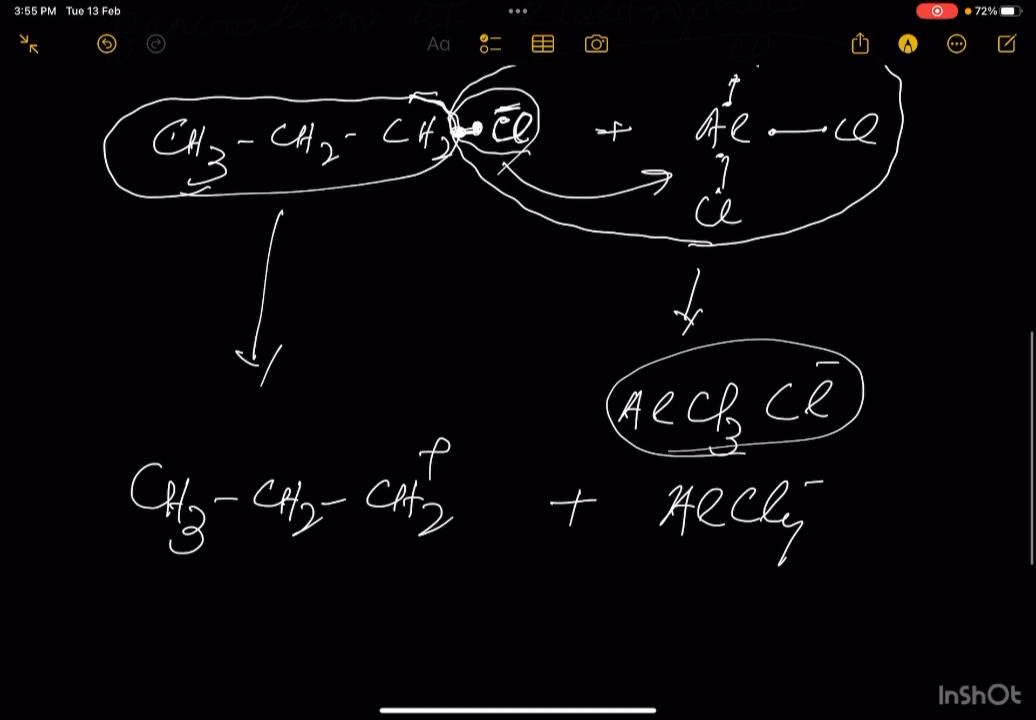 3:55 PM Tue 13 Feb
72%
Aa
CH3 - CH2 - CH2 Cl + Al — Cl
Cl
AlCl3 Cl-
CH3 - CH2 - CH2+ + AlCl4-
InShOt